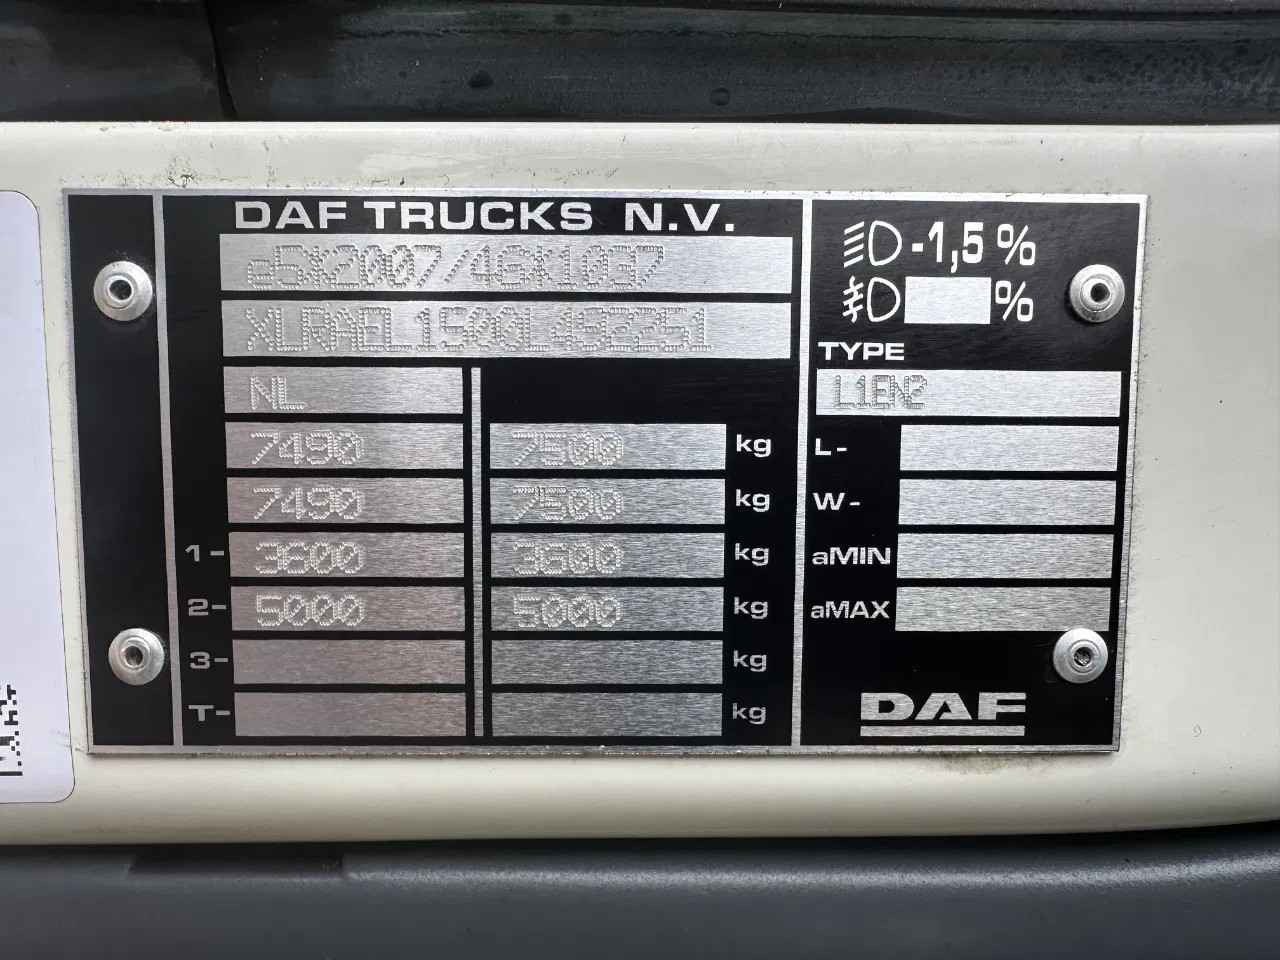 DAF TRUCKS N.V.
e5*2007/46*1037
XLRAEL1500L452251
NL
7490 7500 kg
7490 7500 kg
1- 3600 3600 kg
2- 5000 5000 kg
3- kg
T- kg
-1,5 %
%
TYPE
L1EN2
L-
W-
aMIN
aMAX
DAF